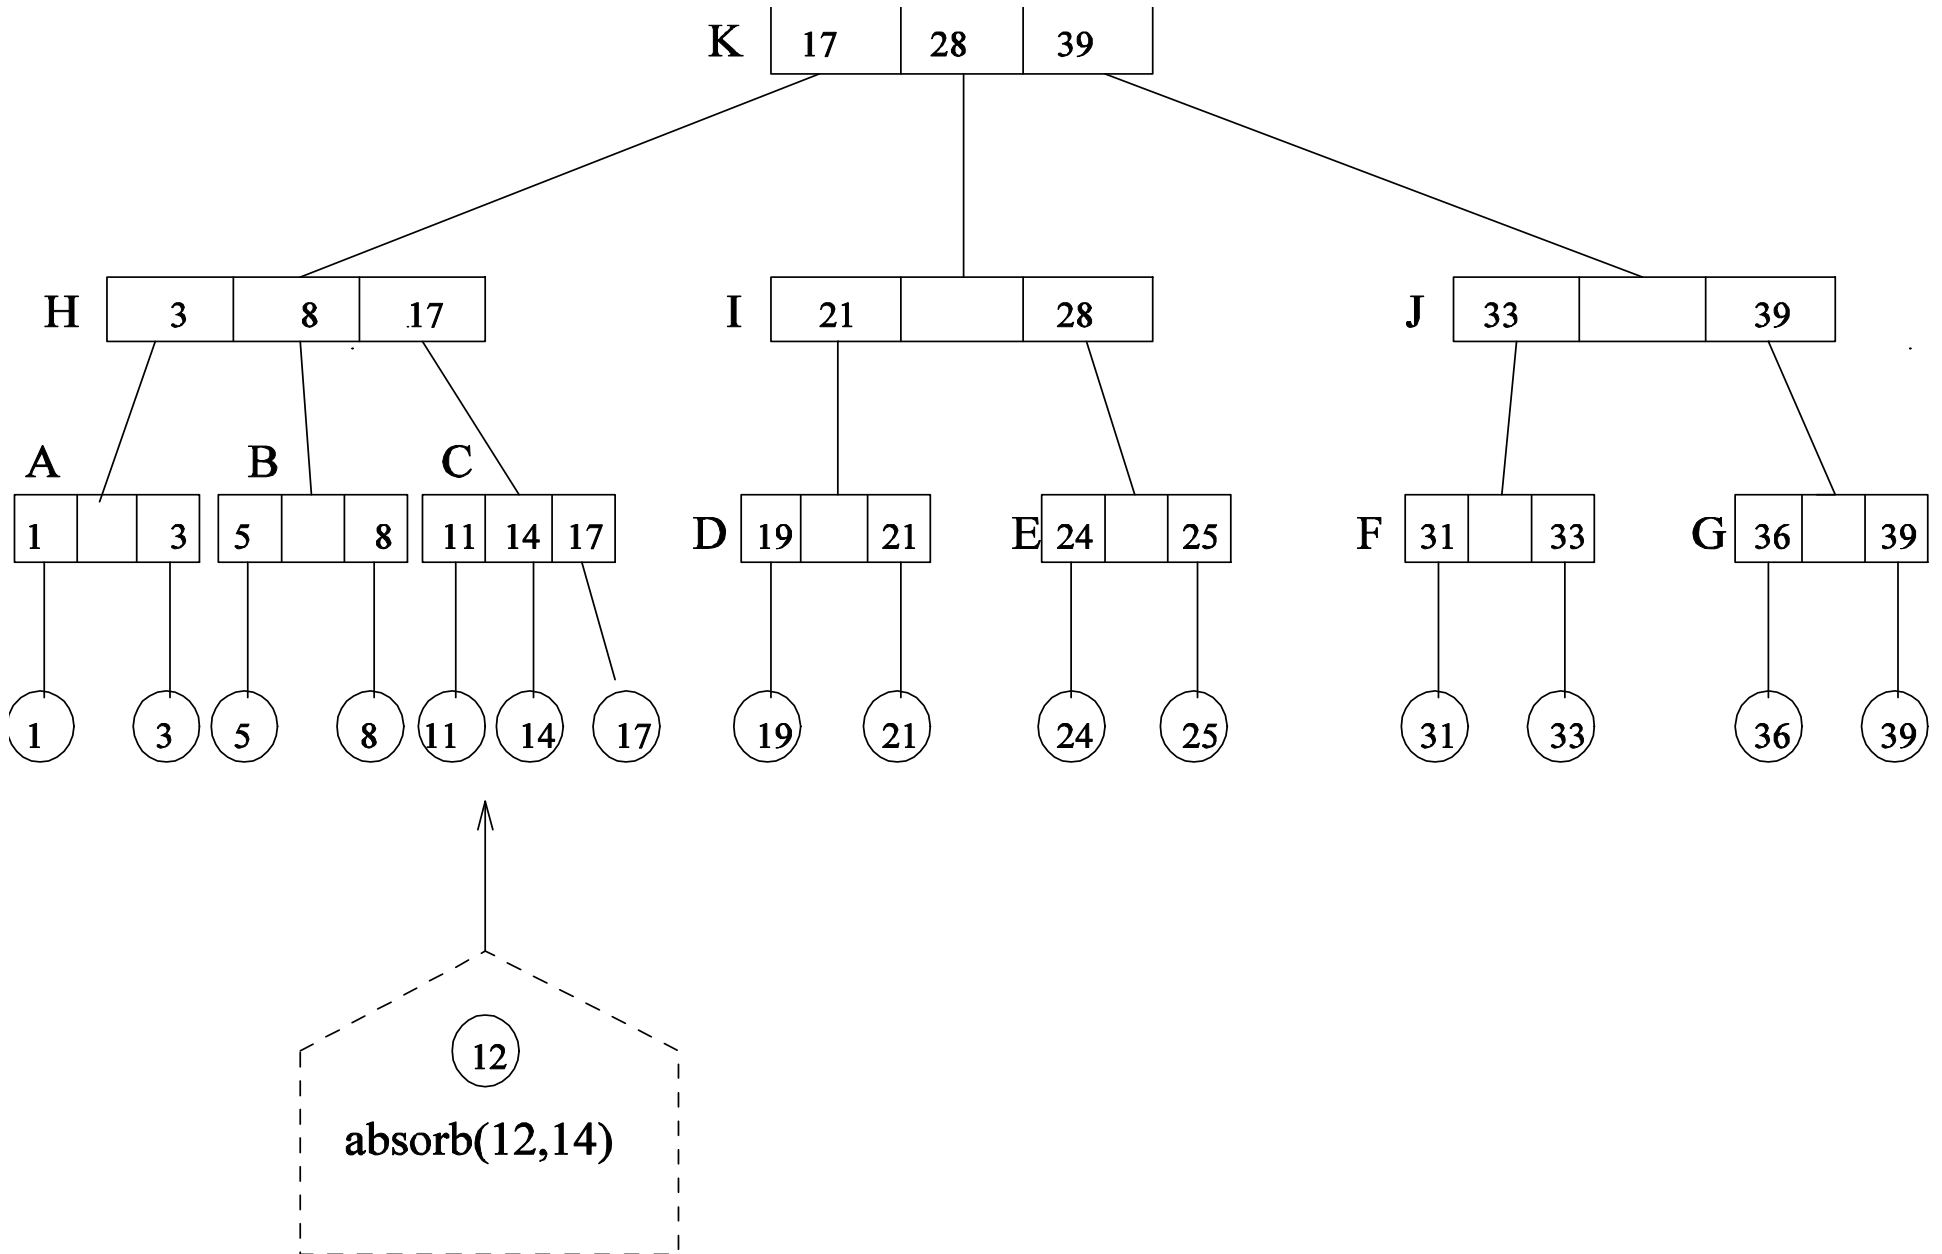 K 17 28 39
H 3 8 17 I 21 28 J 33 39
A B C
1 3 5 8 11 14 17 D 19 21 E 24 25 F 31 33 G 36 39
1 3 5 8 11 14 17 19 21 24 25 31 33 36 39
12
absorb(12,14)